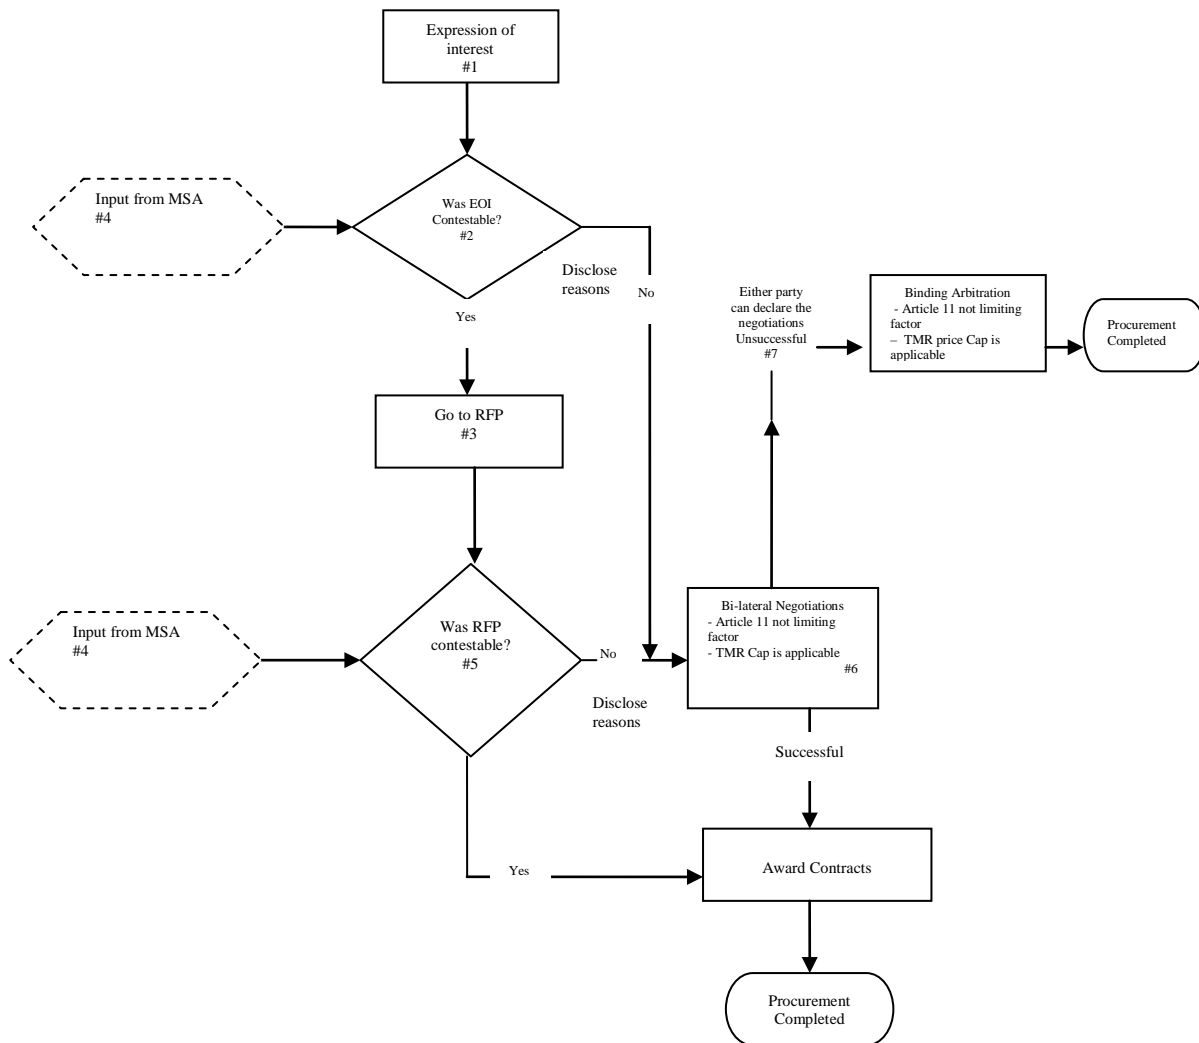 Expression of
interest
#1
Input from MSA
#4
Was EOI
Contestable?
#2
Disclose
reasons
No
Yes
Either party
can declare the
negotiations
Unsuccessful
#7
Binding Arbitration
- Article 11 not limiting
factor
– TMR price Cap is
applicable
Procurement
Completed
Go to RFP
#3
Input from MSA
#4
Was RFP
contestable?
#5
No
Disclose
reasons
Bi-lateral Negotiations
- Article 11 not limiting
factor
- TMR Cap is applicable
#6
Successful
Yes
Award Contracts
Procurement
Completed